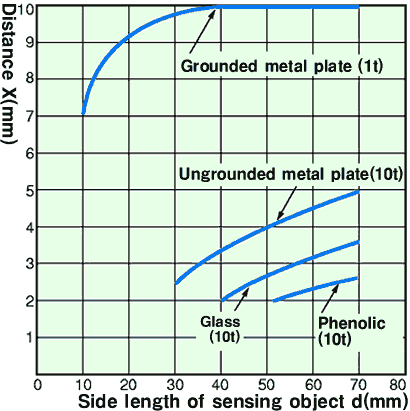 Distance X(mm)
10
9
8
7
6
5
4
3
2
1
0
Grounded metal plate (1t)
Ungrounded metal plate(10t)
Glass
(10t)
Phenolic
(10t)
0 10 20 30 40 50 60 70 80
Side length of sensing object d(mm)